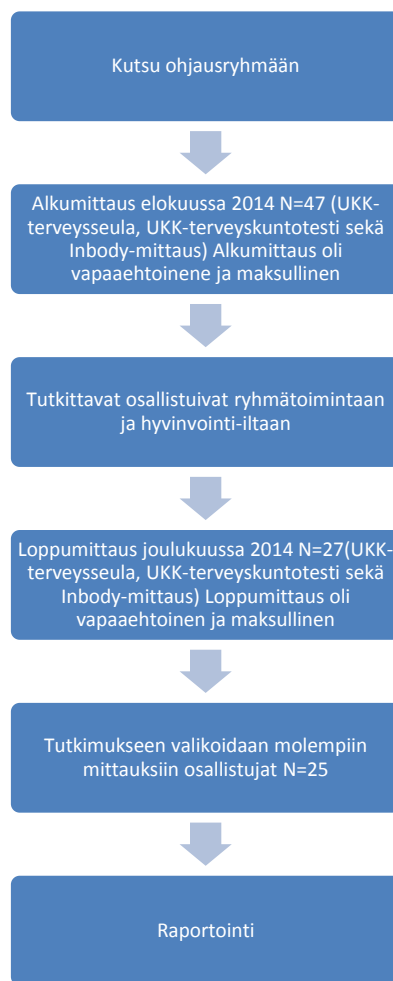 Kutsu ohjausryhmään
Alkumittaus elokuussa 2014 N=47 (UKK-
terveysseula, UKK-terveyskuntotesti sekä
Inbody-mittaus) Alkumittaus oli
vapaaehtoinene ja maksullinen
Tutkittavat osallistuivat ryhmätoimintaan
ja hyvinvointi-iltaan
Loppumittaus joulukuussa 2014 N=27(UKK-
terveysseula, UKK-terveyskuntotesti sekä
Inbody-mittaus) Loppumittaus oli
vapaaehtoinen ja maksullinen
Tutkimukseen valikoidaan molempiin
mittauksiin osallistujat N=25
Raportointi